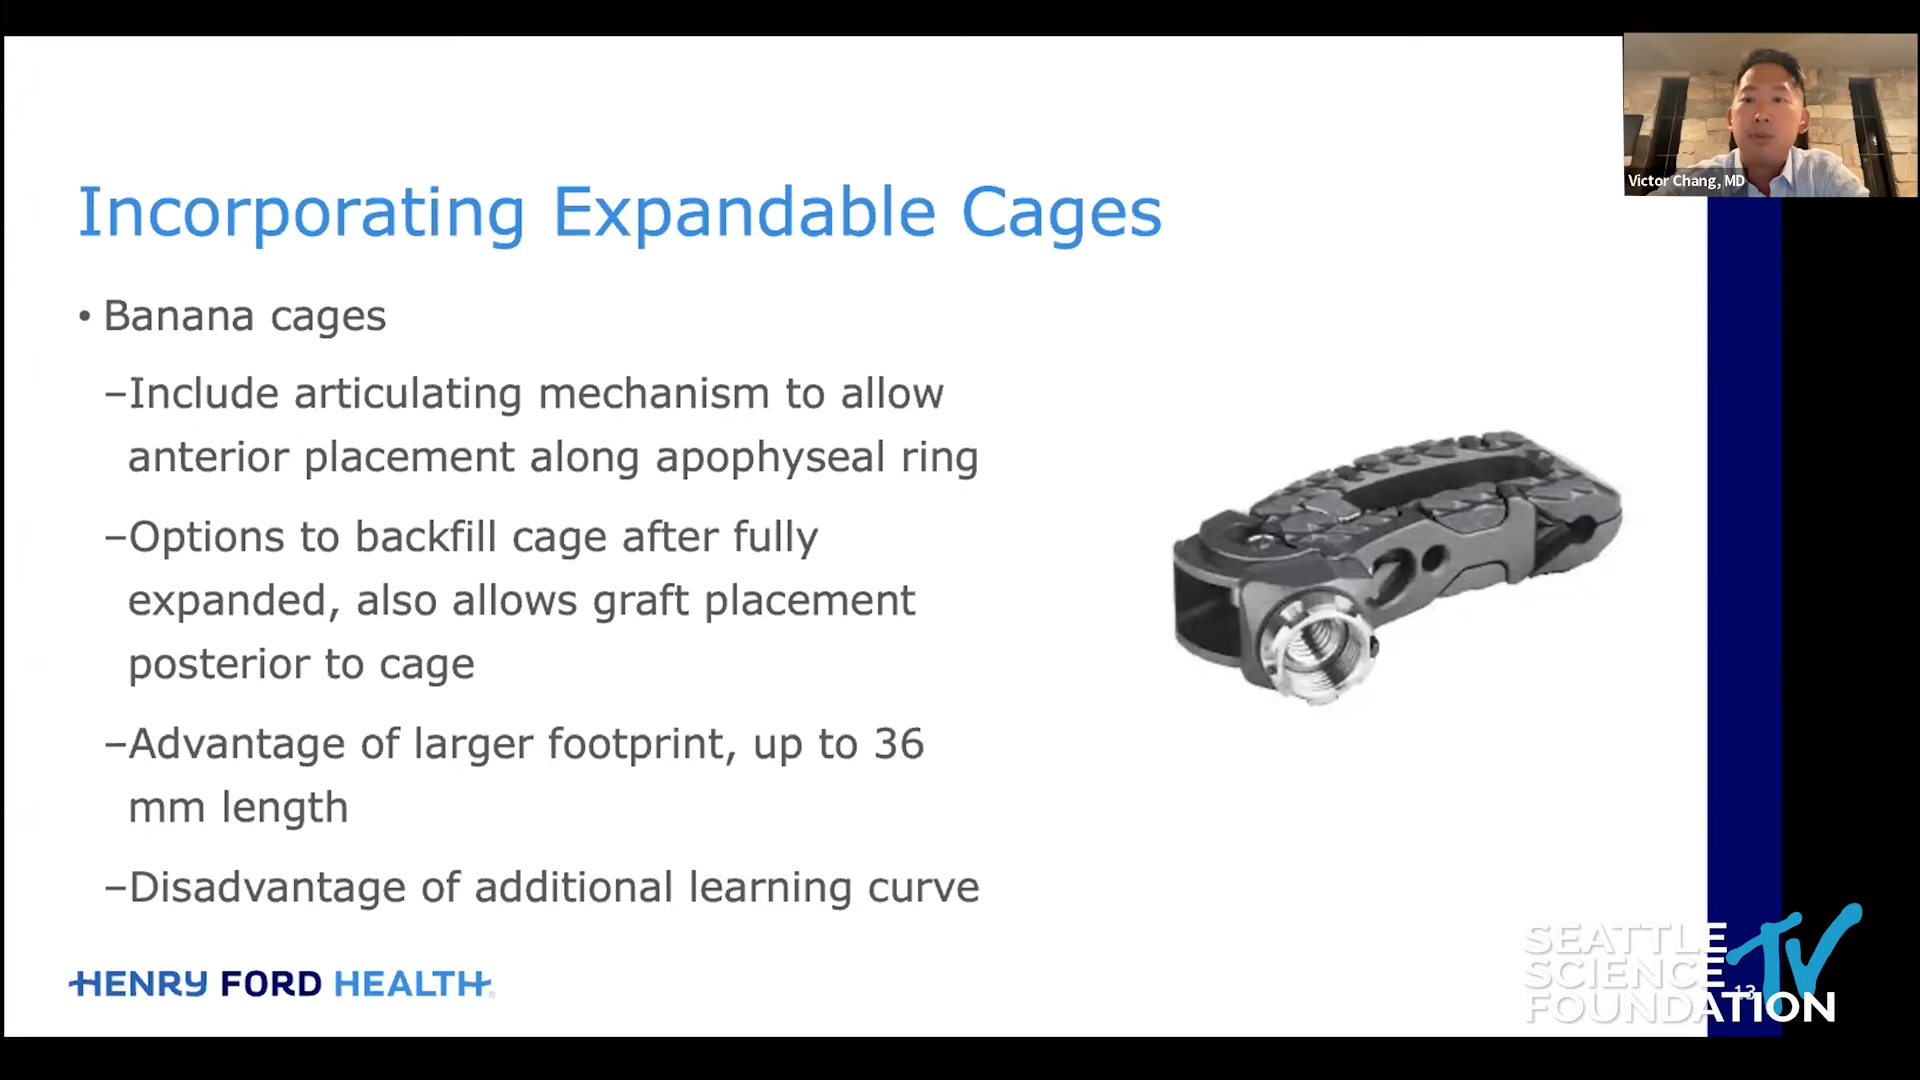 Victor Chang, MD
Incorporating Expandable Cages
• Banana cages
–Include articulating mechanism to allow
anterior placement along apophyseal ring
–Options to backfill cage after fully
expanded, also allows graft placement
posterior to cage
–Advantage of larger footprint, up to 36
mm length
–Disadvantage of additional learning curve
HENRY FORD HEALTH
SEATTLE
SCIENCE
FOUNDATION
TV
13